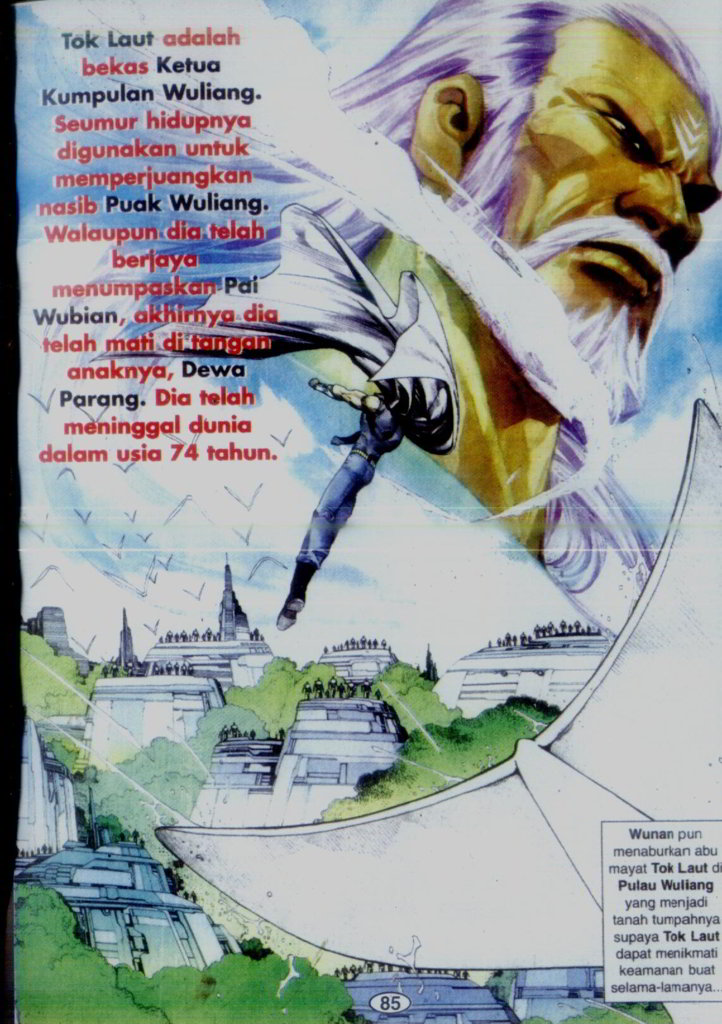 Tok Laut adalah
bekas Ketua
Kumpulan Wuliang.
Seumur hidupnya
digunakan untuk
memperjuangkan
nasib Puak Wuliang.
Walaupun dia telah
berjaya
menumpaskan Pai
Wubian, akhirnya dia
telah mati di tangan
anaknya, Dewa
Parang. Dia telah
meninggal dunia
dalam usia 74 tahun.
Wunan pun
menaburkan abu
mayat Tok Laut di
Pulau Wuliang
yang menjadi
tanah tumpahnya
supaya Tok Laut
dapat menikmati
keamanan buat
selama-lamanya...
85